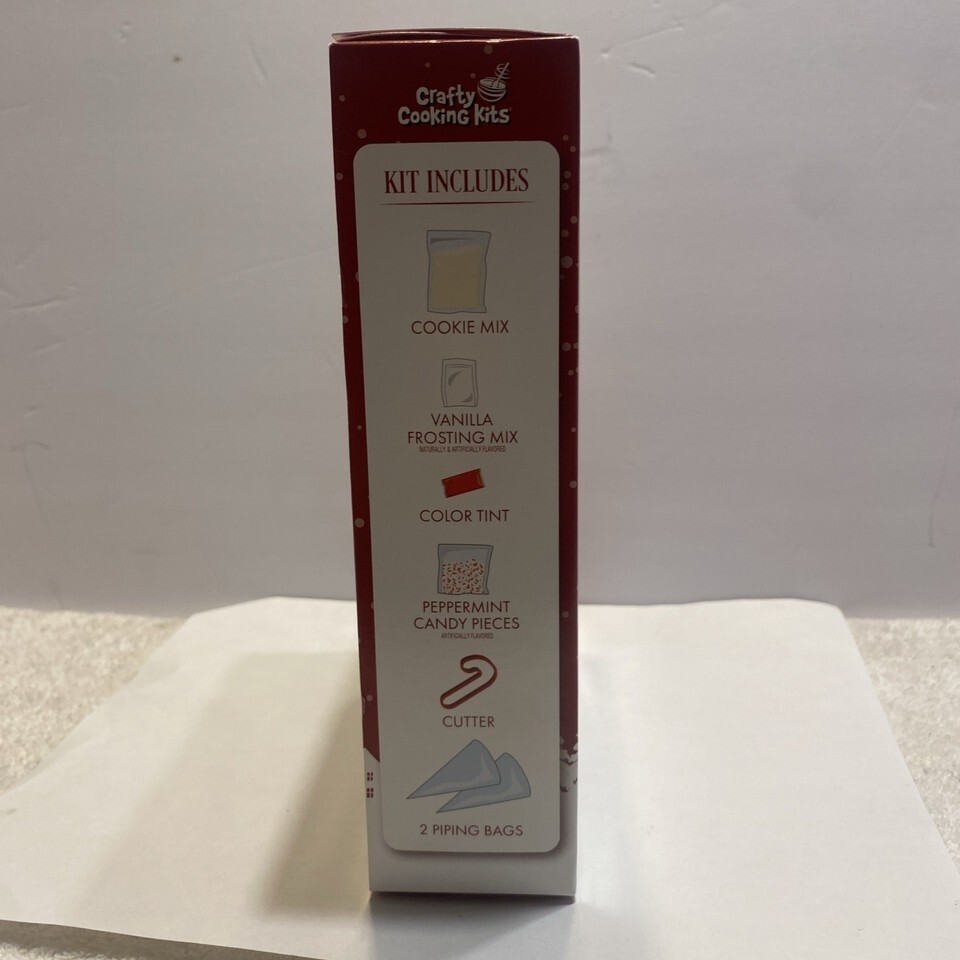 Crafty
Cooking Kits
KIT INCLUDES
COOKIE MIX
VANILLA
FROSTING MIX
NATURALLY & ARTIFICIALLY FLAVORED
COLOR TINT
PEPPERMINT
CANDY PIECES
ARTIFICIALLY FLAVORED
CUTTER
2 PIPING BAGS